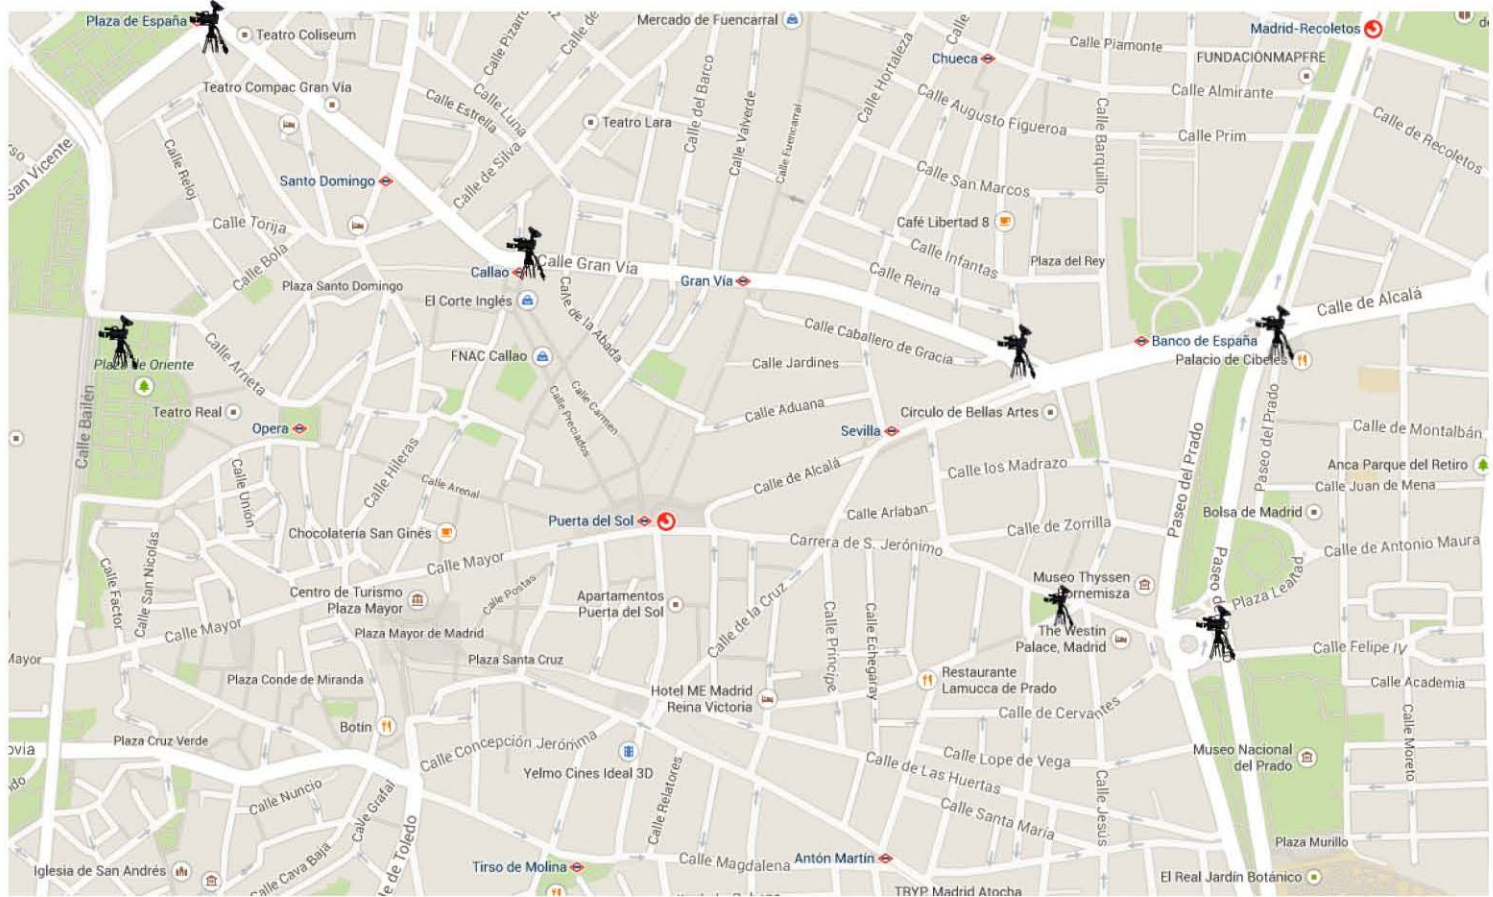 Plaza de España
Teatro Coliseum
Calle Pizarro
Calle de
Mercado de Fuencarral
Calle
Chueca
Calle Piamonte
Madrid-Recoletos
de
FUNDACIÓNMAPFRE
Teatro Compac Gran Vía
Calle Luna
Calle Estrella
Teatro Lara
Calle del Barco
Calle Valverde
Calle Fuencarral
Calle Hortaleza
Calle Augusto Figueroa
Calle Barquillo
Calle Almirante
Calle Prim
Calle de Recoletos
San Vicente
Calle Reloj
Santo Domingo
Calle de Silva
Calle San Marcos
Café Libertad 8
Calle Torija
Calle Bola
Plaza Santo Domingo
Callao
Calle Gran Vía
Gran Vía
Calle Infantas
Calle Reina
Plaza del Rey
El Corte Inglés
Calle de la Abada
Calle Caballero de Gracia
Banco de España
Calle de Alcalá
Palacio de Cibeles
Calle Arrieta
FNAC Callao
Calle Jardines
Teatro Real
Calle Preciados
Calle Carmen
Calle Aduana
Círculo de Bellas Artes
Paseo del Prado
Paseo del Prado
Calle de Montalbán
Opera
Sevilla
Calle Bailén
Calle Unión
Calle Hileras
Calle Arenal
Calle de Alcalá
Calle los Madrazo
Anca Parque del Retiro
Calle Juan de Mena
Chocolatería San Ginés
Puerta del Sol
Calle Arlaban
Calle de Zorrilla
Bolsa de Madrid
Calle Mayor
Carrera de S. Jerónimo
Calle de Antonio Maura
Calle Factor
Calle San Nicolás
Centro de Turismo
Plaza Mayor
Calle Postas
Apartamentos
Puerta del Sol
Calle de la Cruz
Calle Príncipe
Calle Echegaray
Museo Thyssen
Plaza Lealtad
Calle Mayor
Plaza Mayor de Madrid
The Westin
Palace, Madrid
Calle Felipe IV
Mayor
Plaza Conde de Miranda
Plaza Santa Cruz
Hotel ME Madrid
Reina Victoria
Restaurante
Lamucca de Prado
Calle Academia
Calle de Cervantes
Botín
Plaza Cruz Verde
Calle Concepción Jerónima
Yelmo Cines Ideal 3D
Calle Relatores
Calle de Las Huertas
Calle Lope de Vega
Calle Jesús
Museo Nacional
del Prado
Calle Moreto
Calle Nuncio
Calle Grafal
Calle Santa María
Plaza Murillo
Iglesia de San Andrés
Calle Cava Baja
Calle de Toledo
Tirso de Molina
Calle Magdalena
Antón Martín
TRYP Madrid Atocha
El Real Jardín Botánico